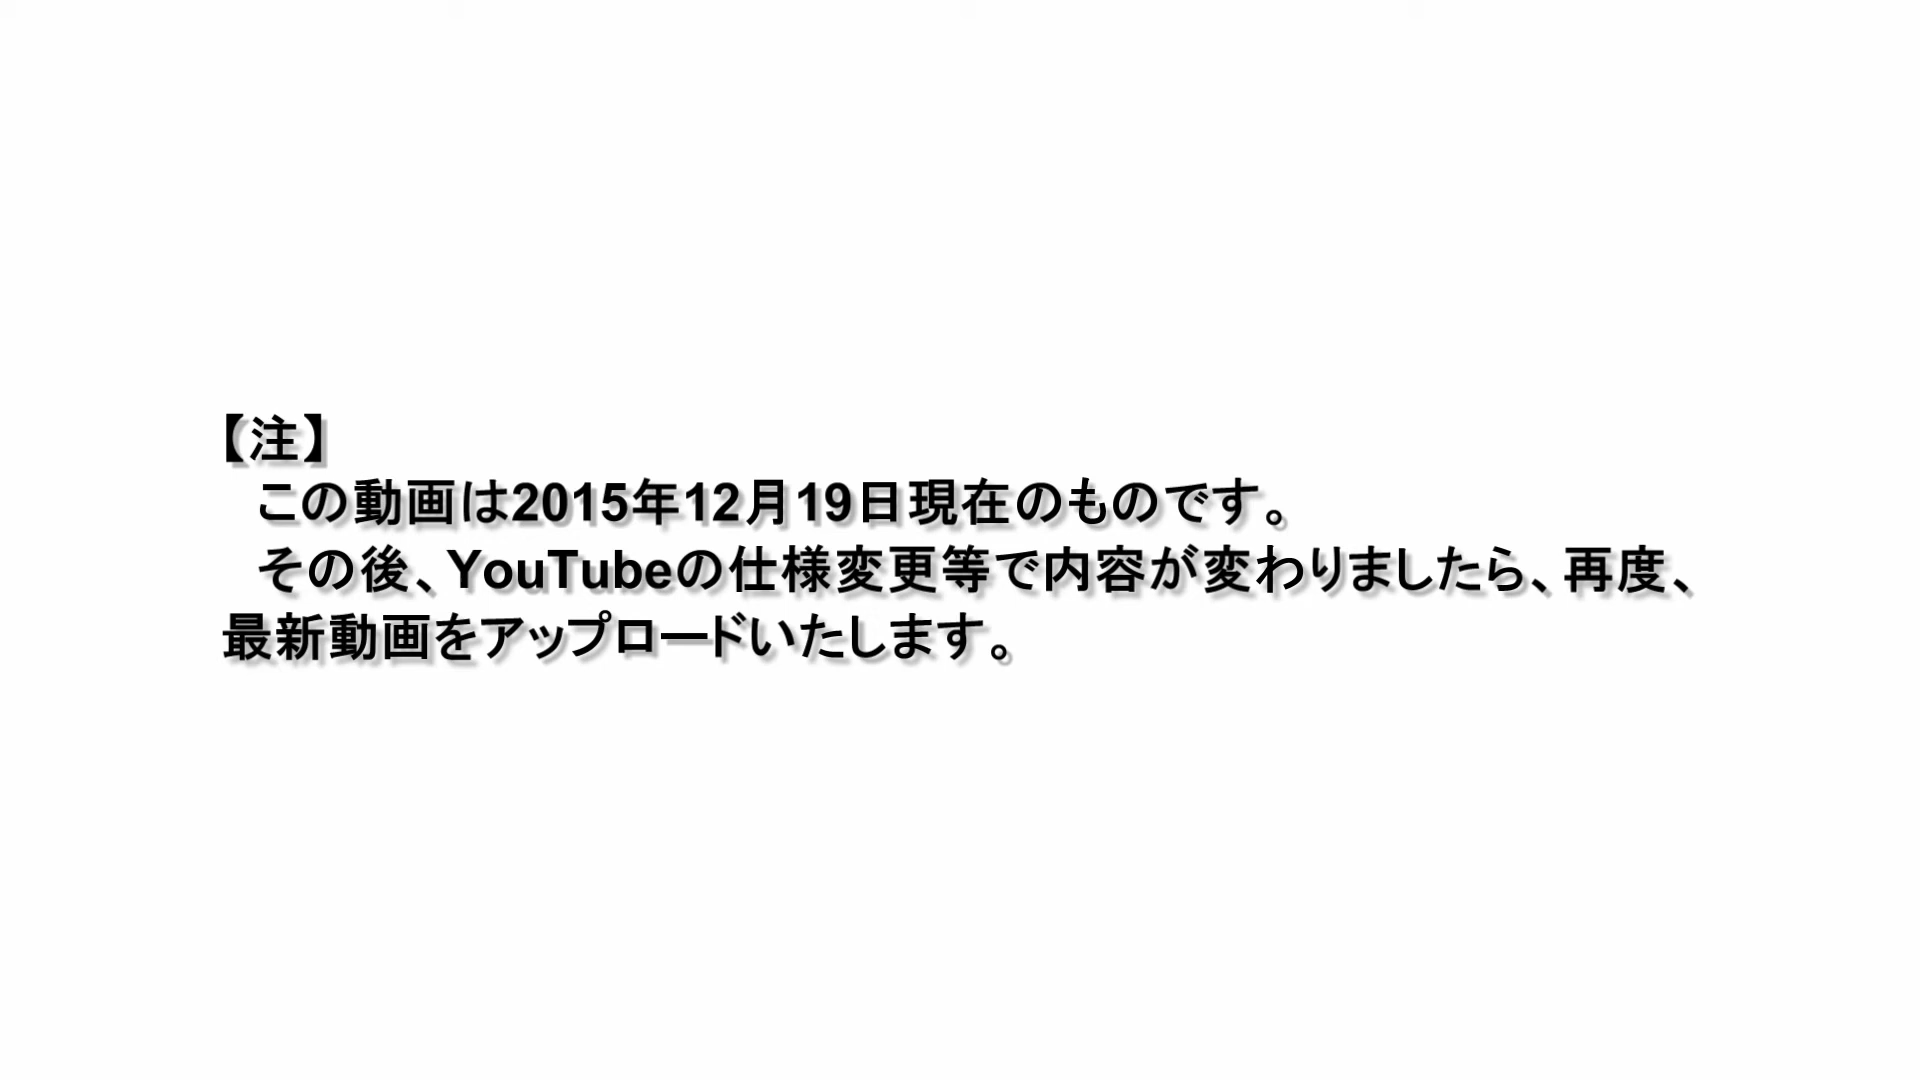 【注】
　この動画は2015年12月19日現在のものです。
　その後、YouTubeの仕様変更等で内容が変わりましたら、再度、
最新動画をアップロードいたします。